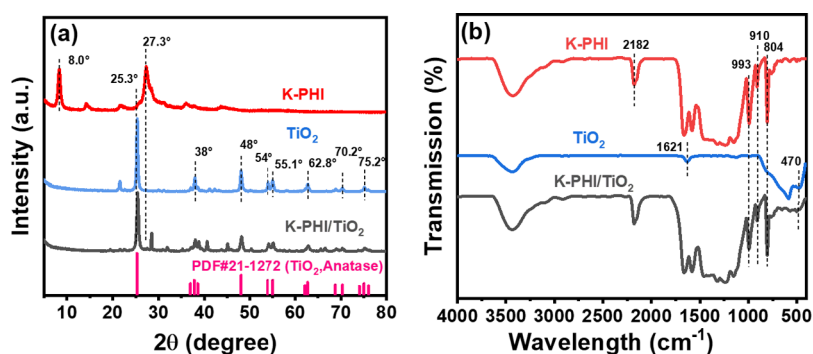 (a)
8.0°
27.3°
25.3°
K-PHI
TiO₂
38°
48°
54°
55.1°
62.8°
70.2°
75.2°
K-PHI/TiO₂
PDF#21-1272 (TiO₂,Anatase)
10 20 30 40 50 60 70 80
2θ (degree)
Intensity (a.u.)
(b)
K-PHI
2182
910
993
804
TiO₂
1621
470
K-PHI/TiO₂
4000 3500 3000 2500 2000 1500 1000 500
Wavelength (cm⁻¹)
Transmission (%)